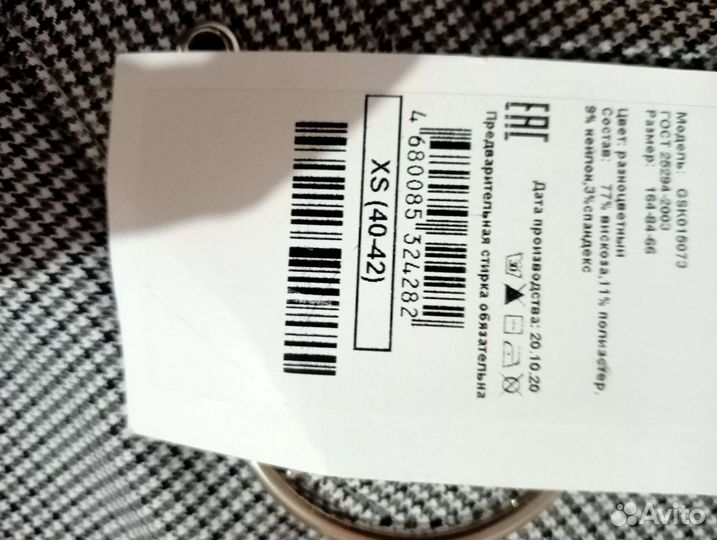 Модель: GSK015073
ГОСТ 25294-2003
Размер: 164-84-66
Цвет: разноцветный
Состав: 77% вискоза,11% полиэстер,
9% нейлон,3%спандекс
EAC
Дата производства: 20.10.20
Предварительная стирка обязательна
4 680085 324282
XS (40-42)
Avito